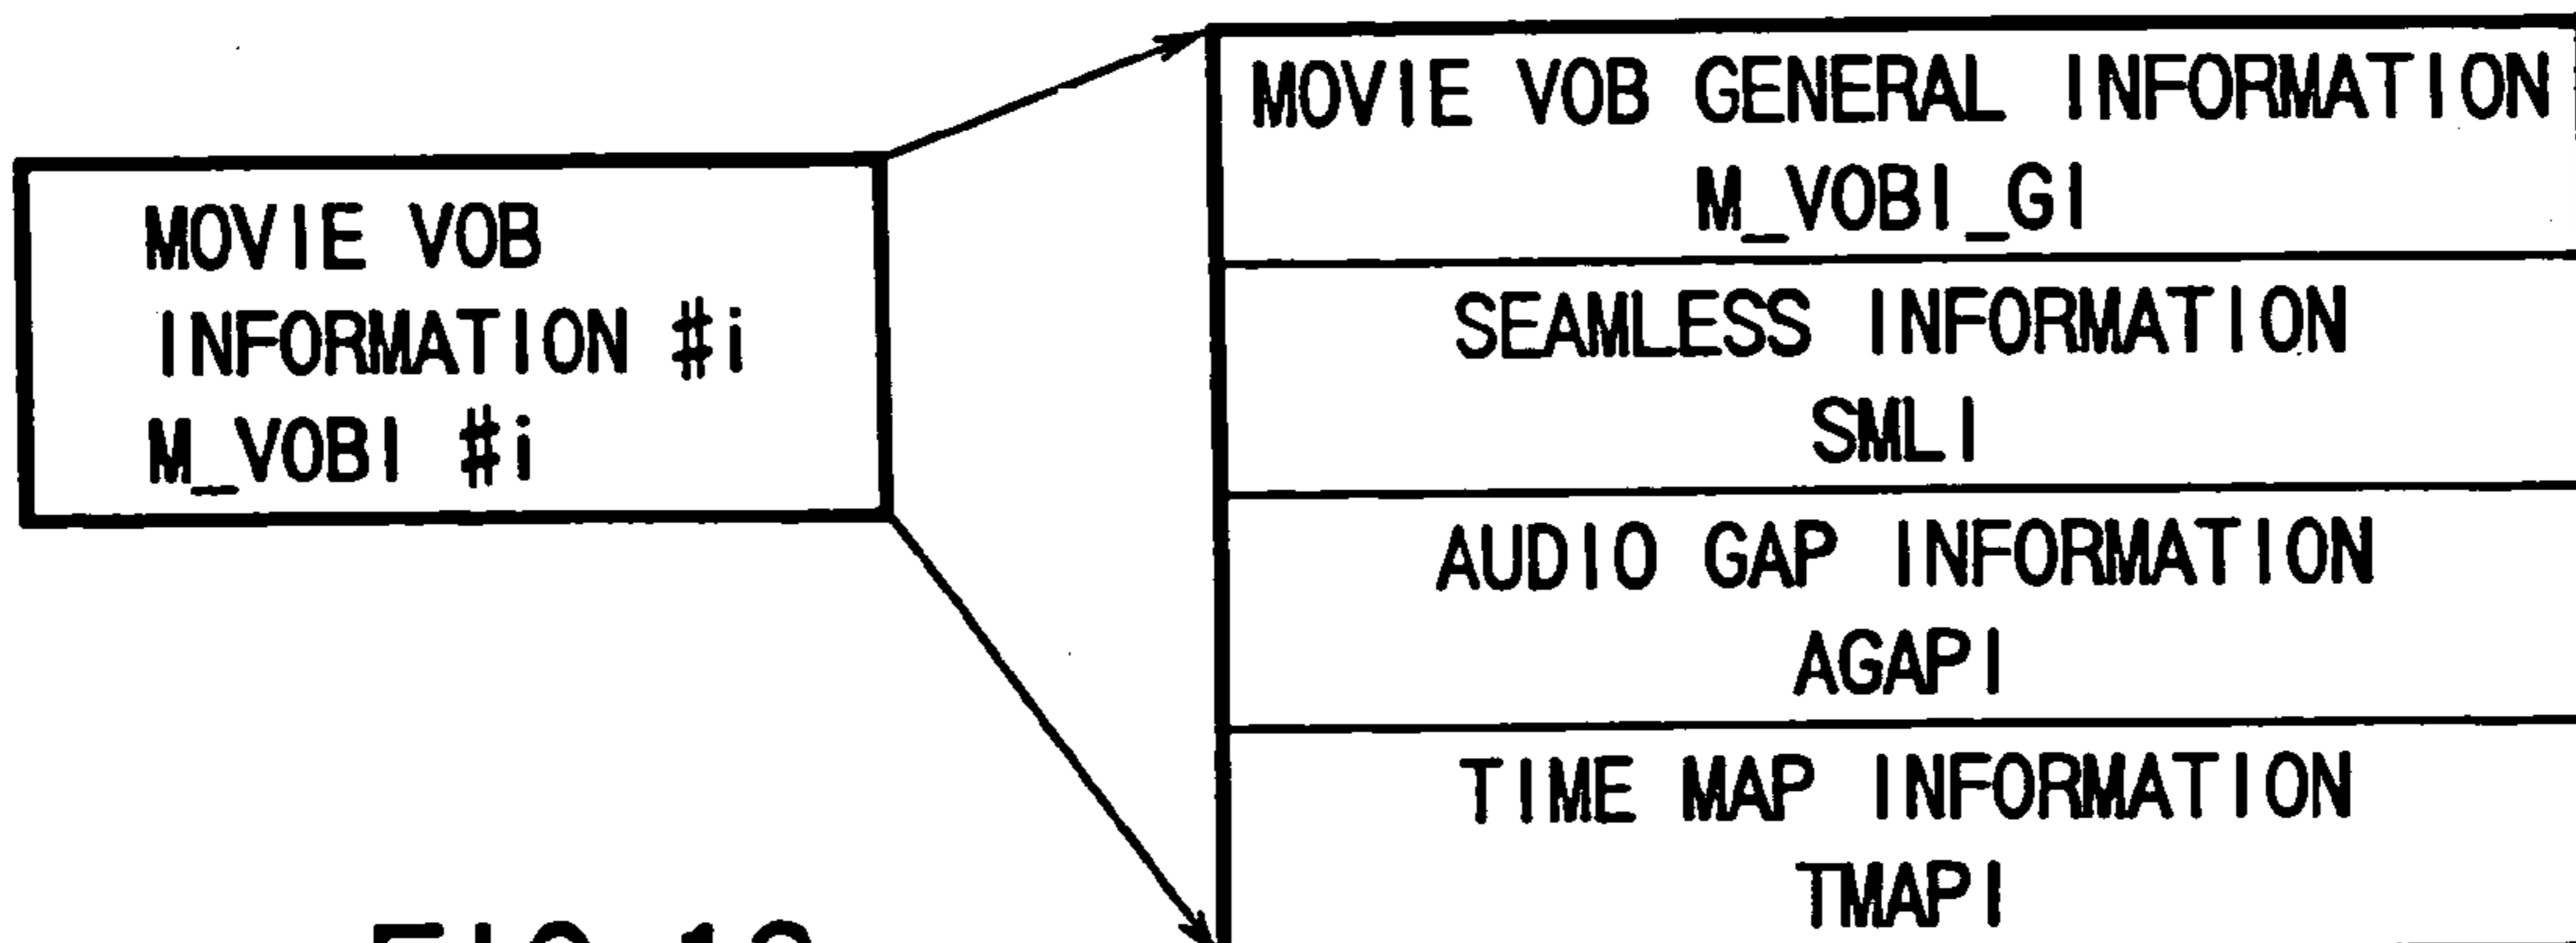 MOVIE VOB
INFORMATION #i
M_VOBI #i
MOVIE VOB GENERAL INFORMATION
M_VOBI_GI
SEAMLESS INFORMATION
SMLI
AUDIO GAP INFORMATION
AGAPI
TIME MAP INFORMATION
TMAPI